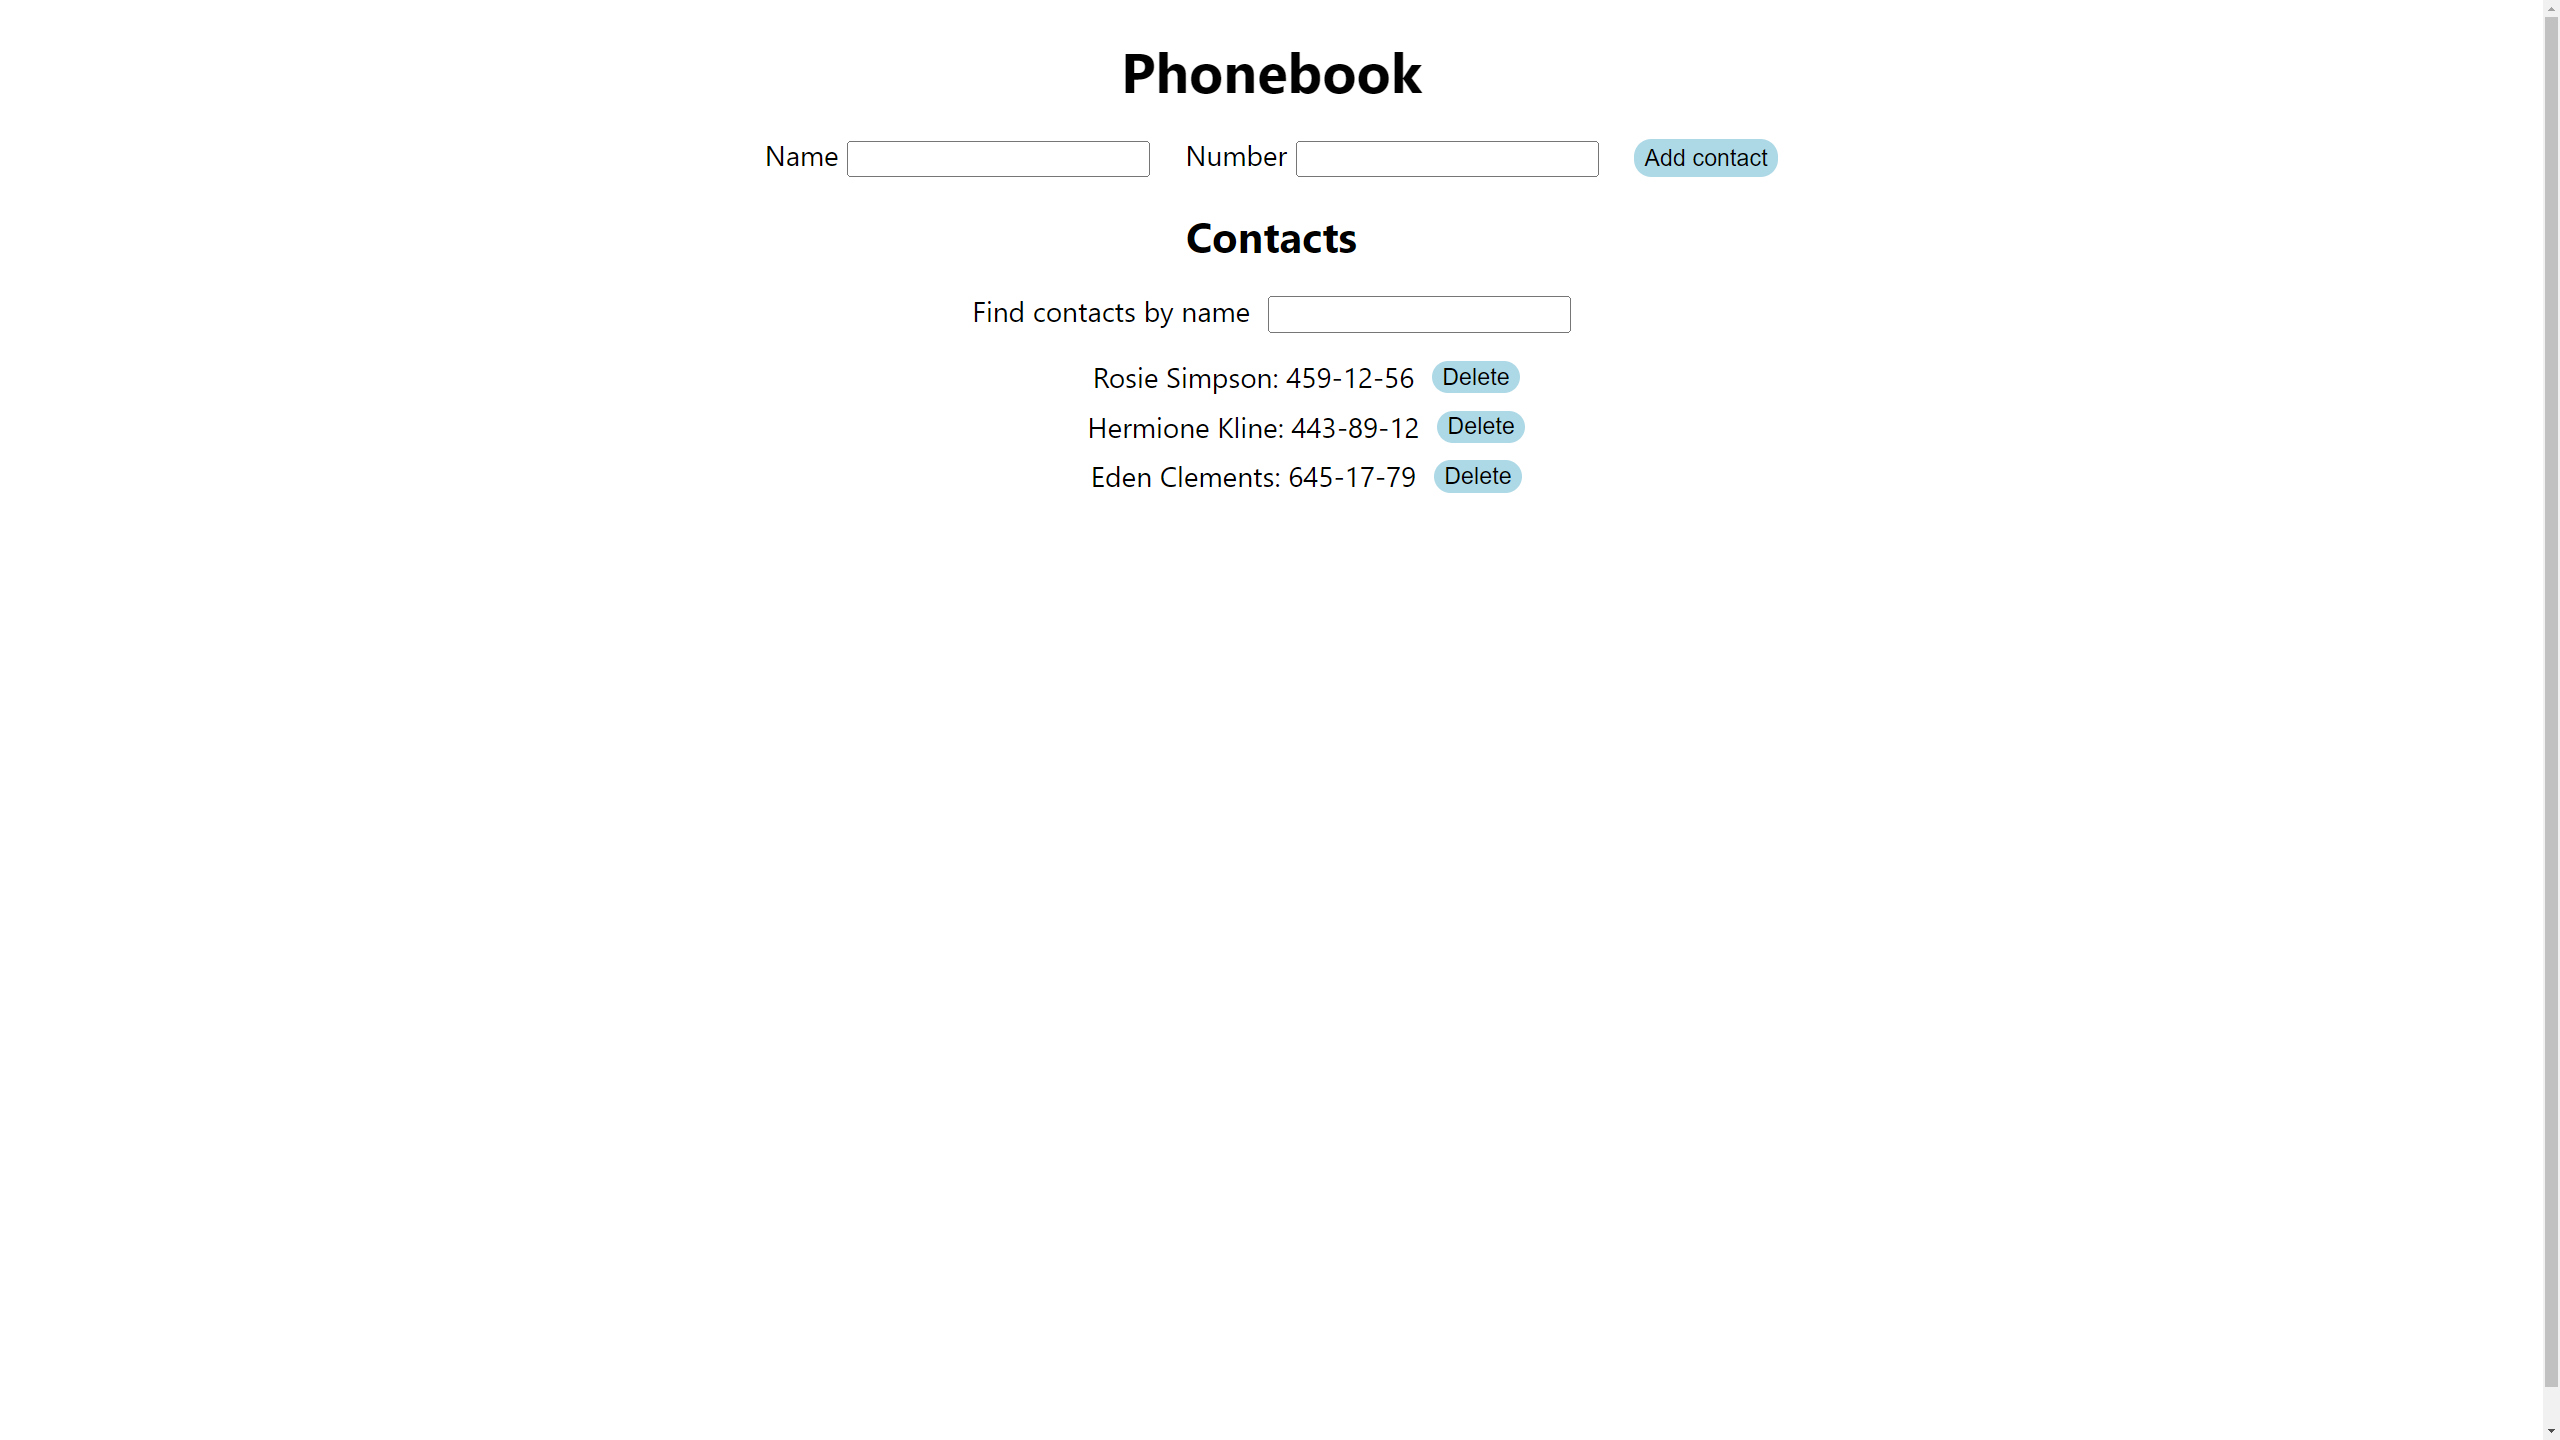 Phonebook
Name Number Add contact
Contacts
Find contacts by name
Rosie Simpson: 459-12-56 Delete
Hermione Kline: 443-89-12 Delete
Eden Clements: 645-17-79 Delete